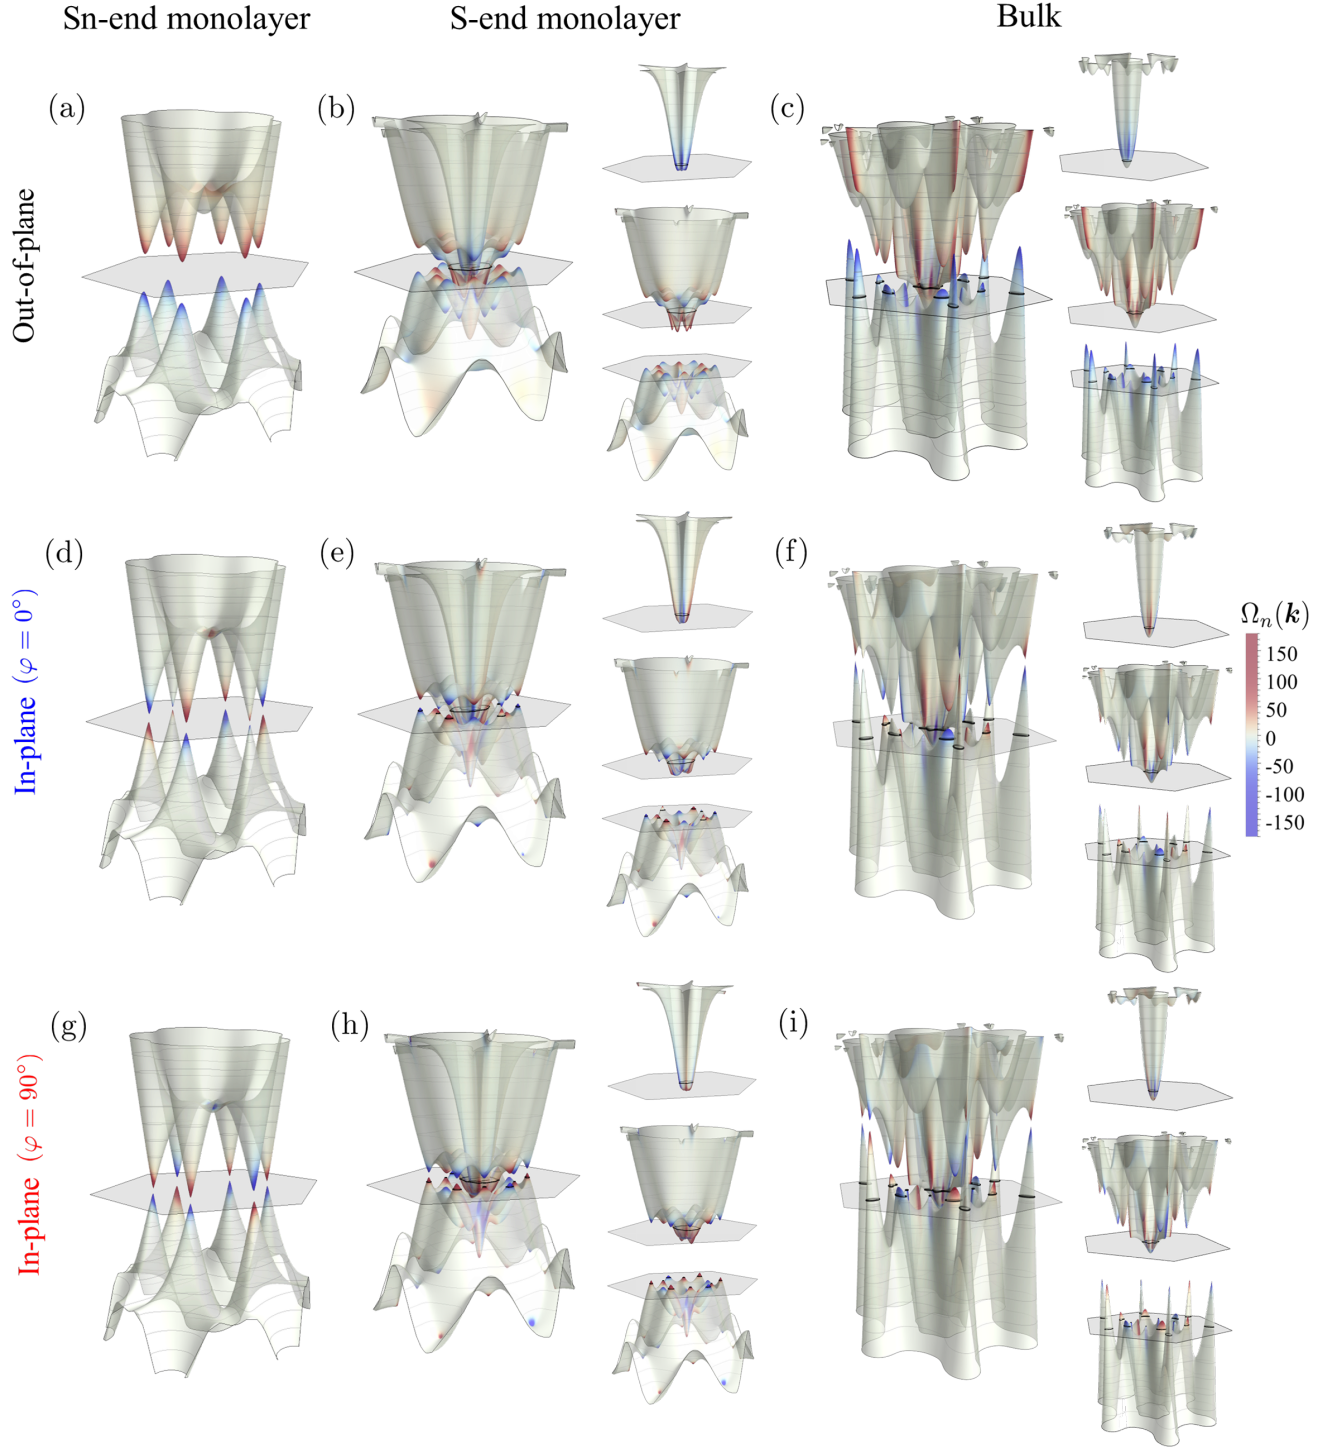 Sn-end monolayer S-end monolayer Bulk
Out-of-plane
(a) (b) (c)
In-plane (φ = 0°)
(d) (e) (f)
Ωn(k)
150
100
50
0
-50
-100
-150
In-plane (φ = 90°)
(g) (h) (i)